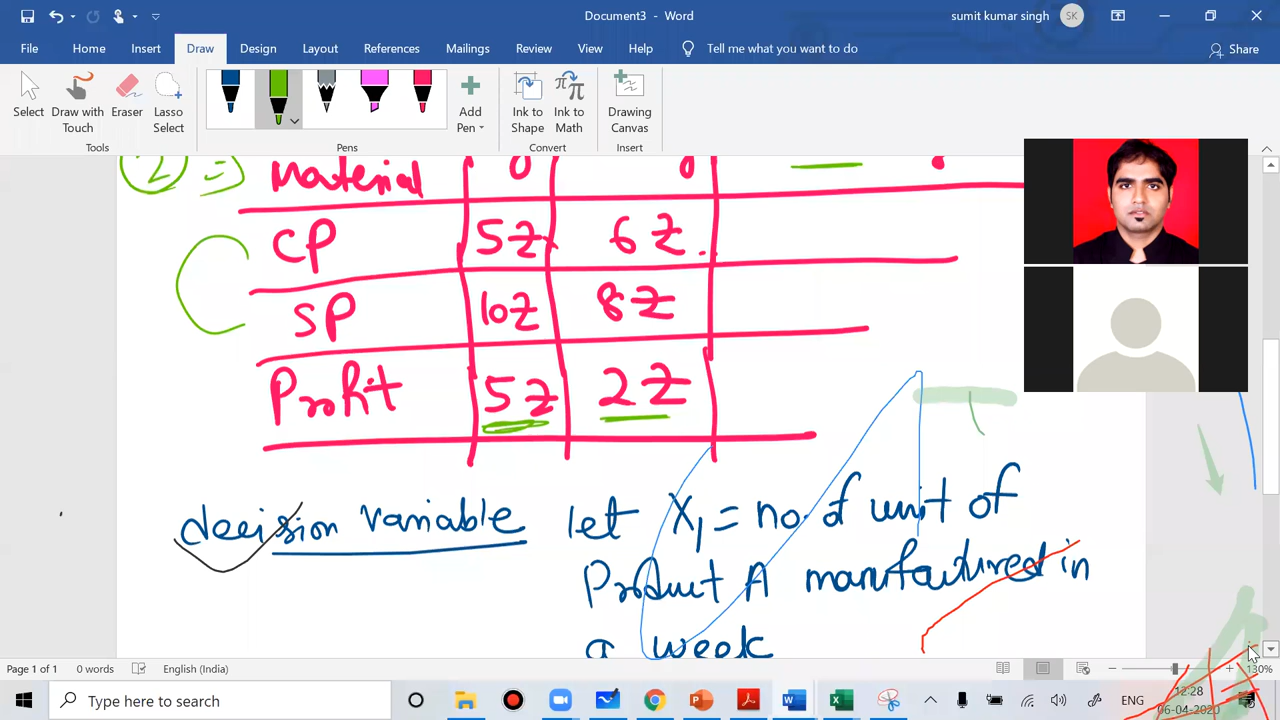 Document3 - Word
sumit kumar singh
SK
File Home Insert Draw Design Layout References Mailings Review View Help Tell me what you want to do Share
Select Draw with Touch Eraser Lasso Select Add Pen Ink to Shape Ink to Math Drawing Canvas
Tools Pens Convert Insert
2 => Material
CP 5Z 6Z
SP 10Z 8Z
Profit 5Z 2Z
decision variable let X1 = no. of unit of
Product A manufactured in
a week
Page 1 of 1 0 words English (India) 130%
Type here to search ENG 12:28
06-04-2020